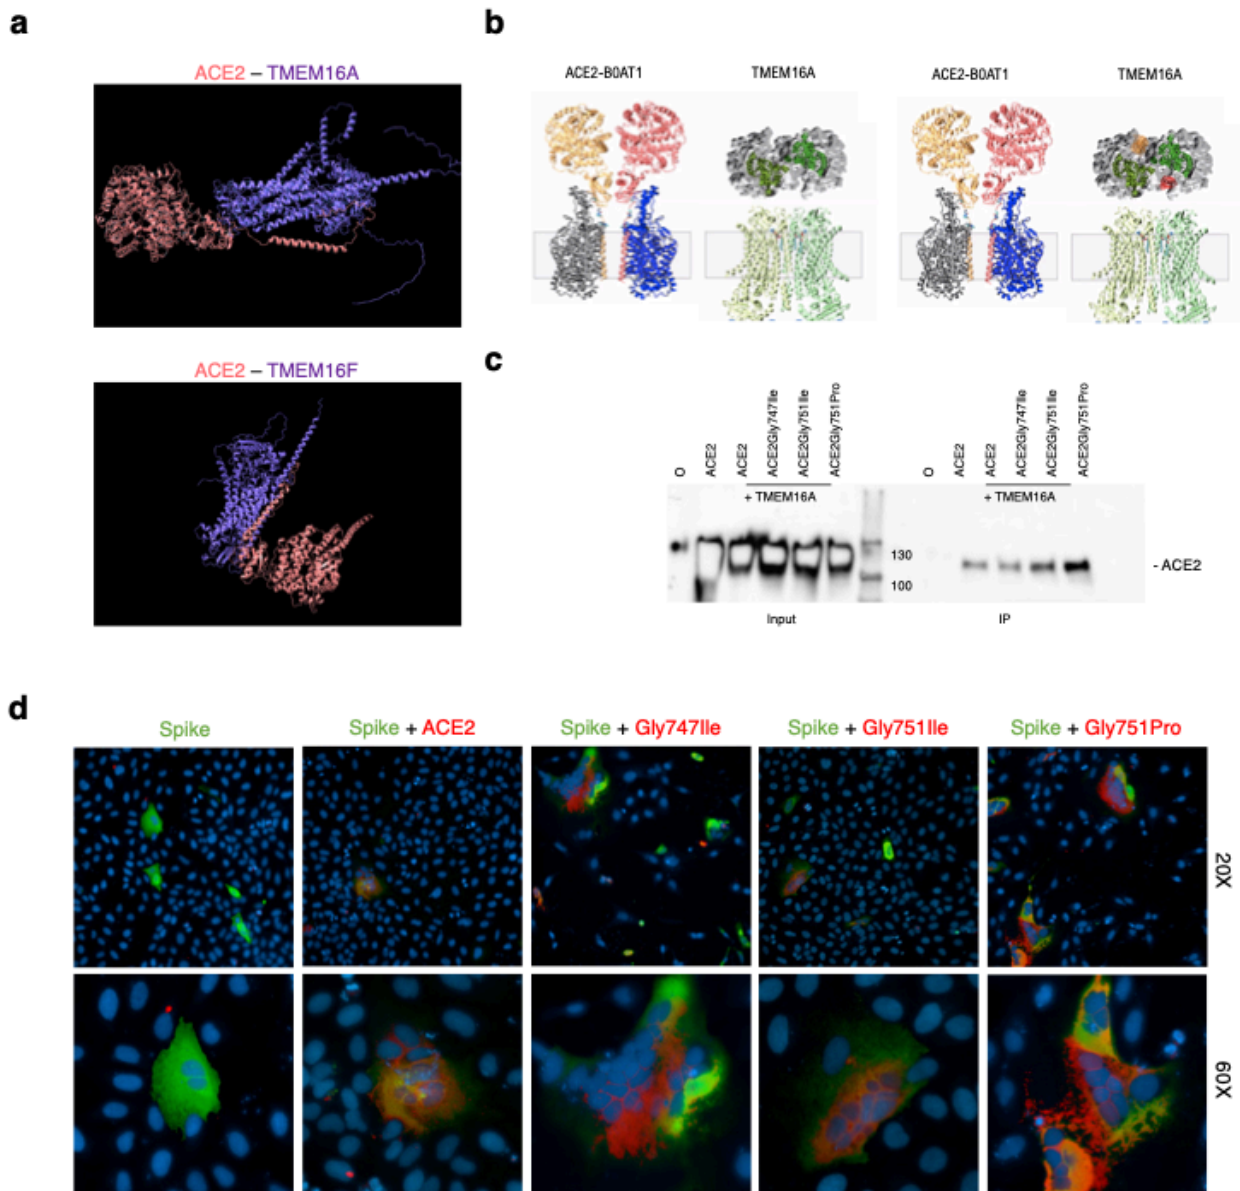 a
ACE2 – TMEM16A
ACE2 – TMEM16F
b
ACE2-B0AT1
TMEM16A
ACE2-B0AT1
TMEM16A
c
O
ACE2
ACE2
ACE2Gly747Ile
ACE2Gly751Ile
ACE2Gly751Pro
+ TMEM16A
O
ACE2
ACE2
ACE2Gly747Ile
ACE2Gly751Ile
ACE2Gly751Pro
+ TMEM16A
130
100
- ACE2
Input
IP
d
Spike
Spike + ACE2
Spike + Gly747Ile
Spike + Gly751Ile
Spike + Gly751Pro
20X
60X